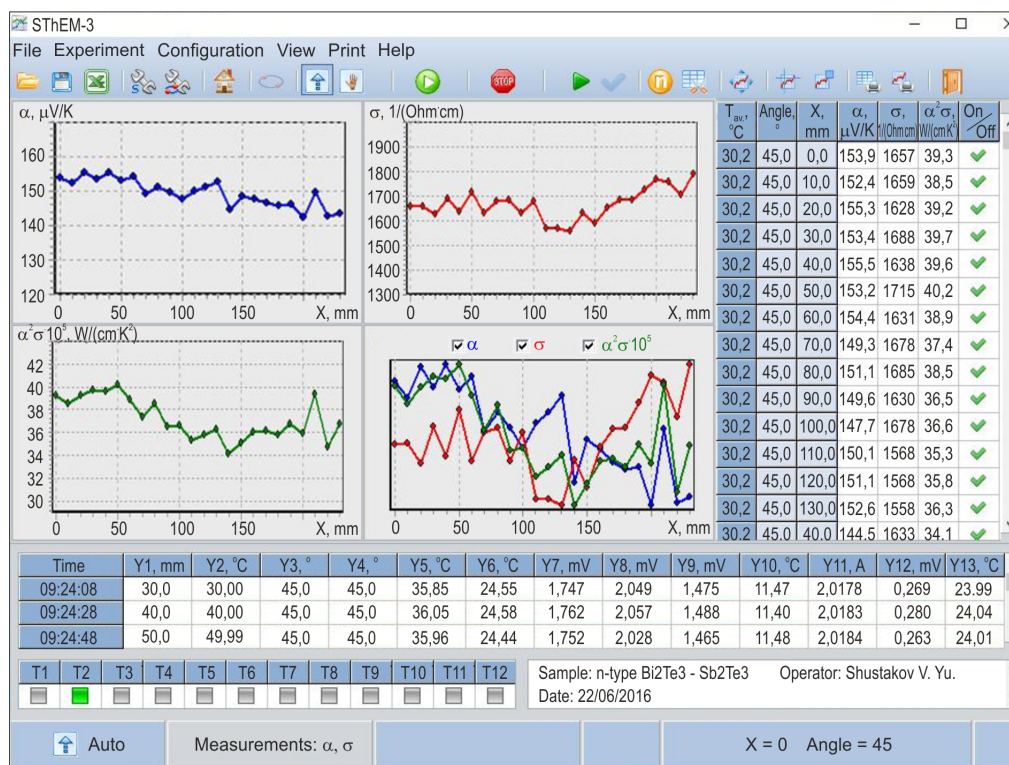 SThEM-3
File Experiment Configuration View Print Help
STOP
α, μV/K
160
150
140
130
120
0 50 100 150 X, mm
σ, 1/(Ohm·cm)
1900
1800
1700
1600
1500
1400
1300
0 50 100 150 X, mm
α²σ·10⁵, W/(cm·K²)
42
40
38
36
34
32
30
0 50 100 150 X, mm
α σ α²σ·10⁵
0 50 100 150 X, mm
Tav., °C Angle, ° X, mm α, μV/K σ, 1/(Ohm·cm) α²σ, W/(cm·K²) On/Off
30,2 45,0 0,0 153,9 1657 39,3
30,2 45,0 10,0 152,4 1659 38,5
30,2 45,0 20,0 155,3 1628 39,2
30,2 45,0 30,0 153,4 1688 39,7
30,2 45,0 40,0 155,5 1638 39,6
30,2 45,0 50,0 153,2 1715 40,2
30,2 45,0 60,0 154,4 1631 38,9
30,2 45,0 70,0 149,3 1678 37,4
30,2 45,0 80,0 151,1 1685 38,5
30,2 45,0 90,0 149,6 1630 36,5
30,2 45,0 100,0 147,7 1678 36,6
30,2 45,0 110,0 150,1 1568 35,3
30,2 45,0 120,0 151,1 1568 35,8
30,2 45,0 130,0 152,6 1558 36,3
30,2 45,0 40,0 144,5 1633 34,1
Time Y1, mm Y2, °C Y3, ° Y4, ° Y5, °C Y6, °C Y7, mV Y8, mV Y9, mV Y10, °C Y11, A Y12, mV Y13, °C
09:24:08 30,0 30,00 45,0 45,0 35,85 24,55 1,747 2,049 1,475 11,47 2,0178 0,269 23.99
09:24:28 40,0 40,00 45,0 45,0 36,05 24,58 1,762 2,057 1,488 11,40 2,0183 0,280 24,04
09:24:48 50,0 49,99 45,0 45,0 35,96 24,44 1,752 2,028 1,465 11,48 2,0184 0,263 24,01
T1 T2 T3 T4 T5 T6 T7 T8 T9 T10 T11 T12
Sample: n-type Bi2Te3 - Sb2Te3 Operator: Shustakov V. Yu.
Date: 22/06/2016
Auto Measurements: α, σ X = 0 Angle = 45